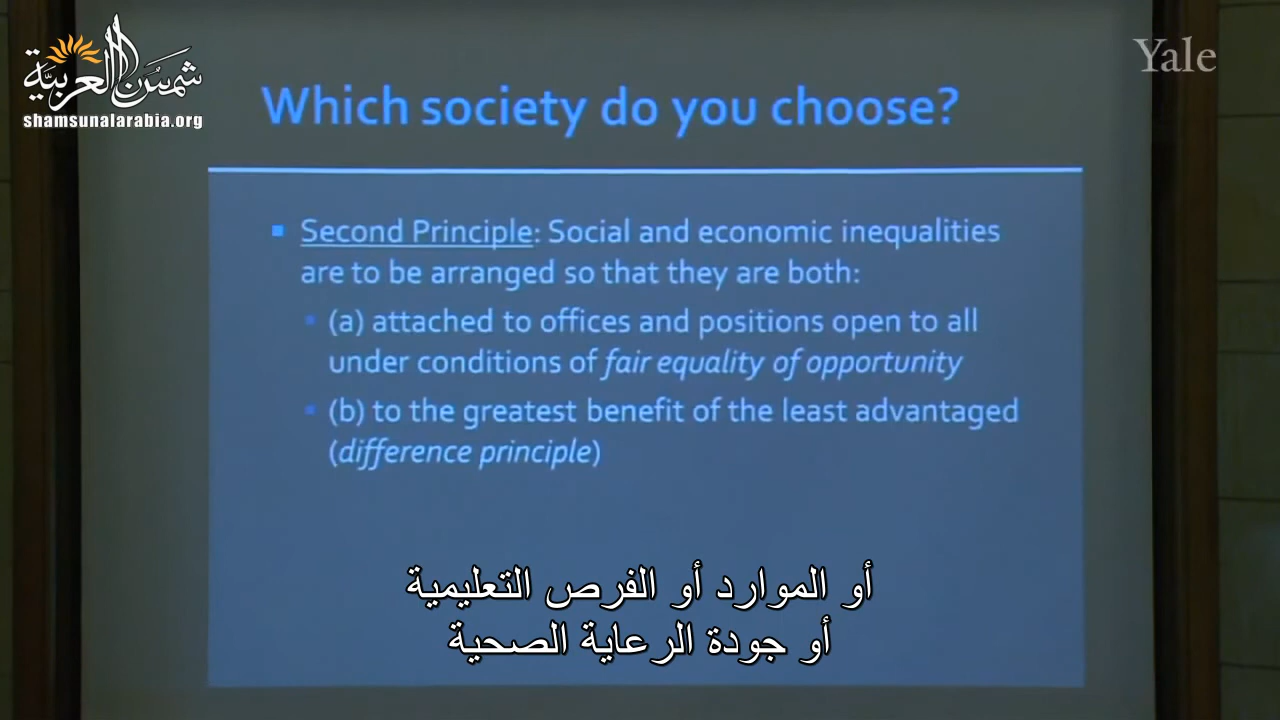 شمس العربية
shamsunalarabia.org
Yale
Which society do you choose?
Second Principle: Social and economic inequalities
are to be arranged so that they are both:
(a) attached to offices and positions open to all
under conditions of fair equality of opportunity
(b) to the greatest benefit of the least advantaged
(difference principle)
أو الموارد أو الفرص التعليمية
أو جودة الرعاية الصحية